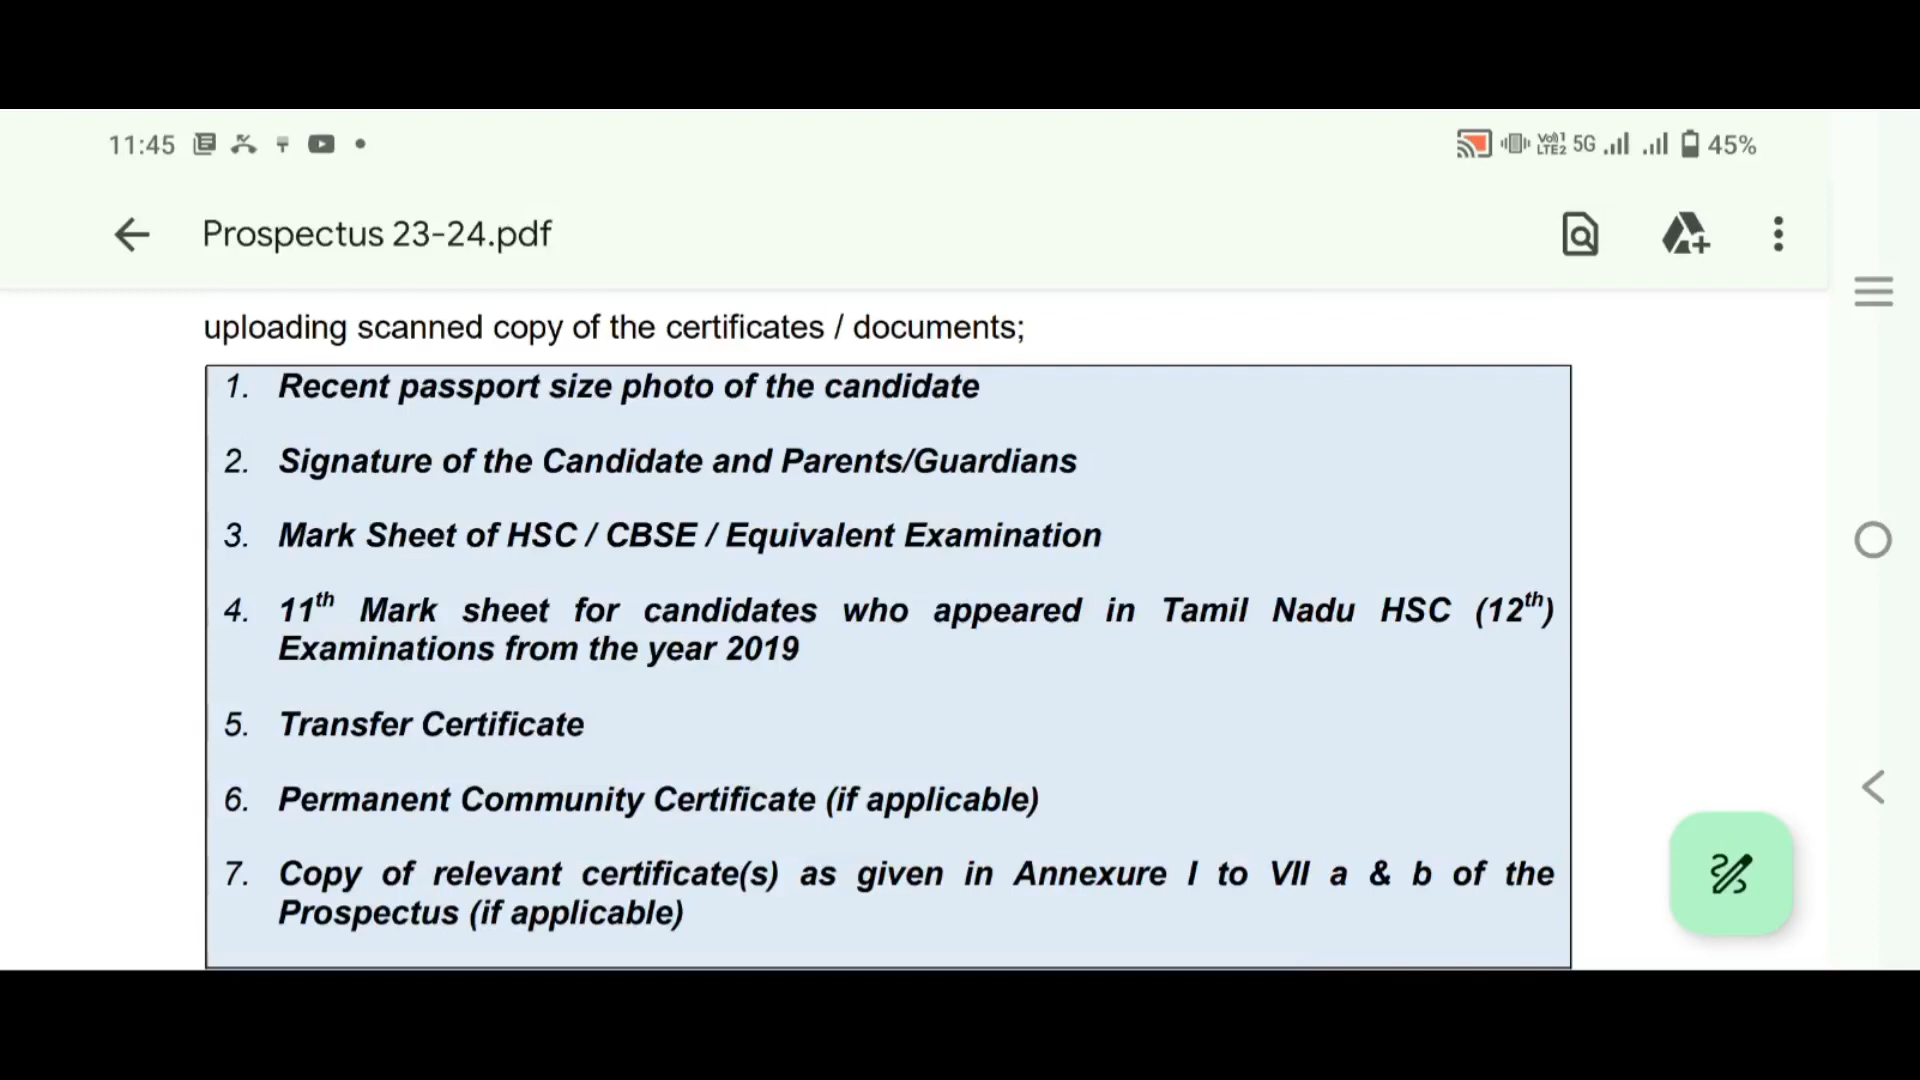 11:45
Vo)) 1 LTE2 5G 45%
Prospectus 23-24.pdf
uploading scanned copy of the certificates / documents;
1. Recent passport size photo of the candidate
2. Signature of the Candidate and Parents/Guardians
3. Mark Sheet of HSC / CBSE / Equivalent Examination
4. 11th Mark sheet for candidates who appeared in Tamil Nadu HSC (12th)
Examinations from the year 2019
5. Transfer Certificate
6. Permanent Community Certificate (if applicable)
7. Copy of relevant certificate(s) as given in Annexure I to VII a & b of the
Prospectus (if applicable)